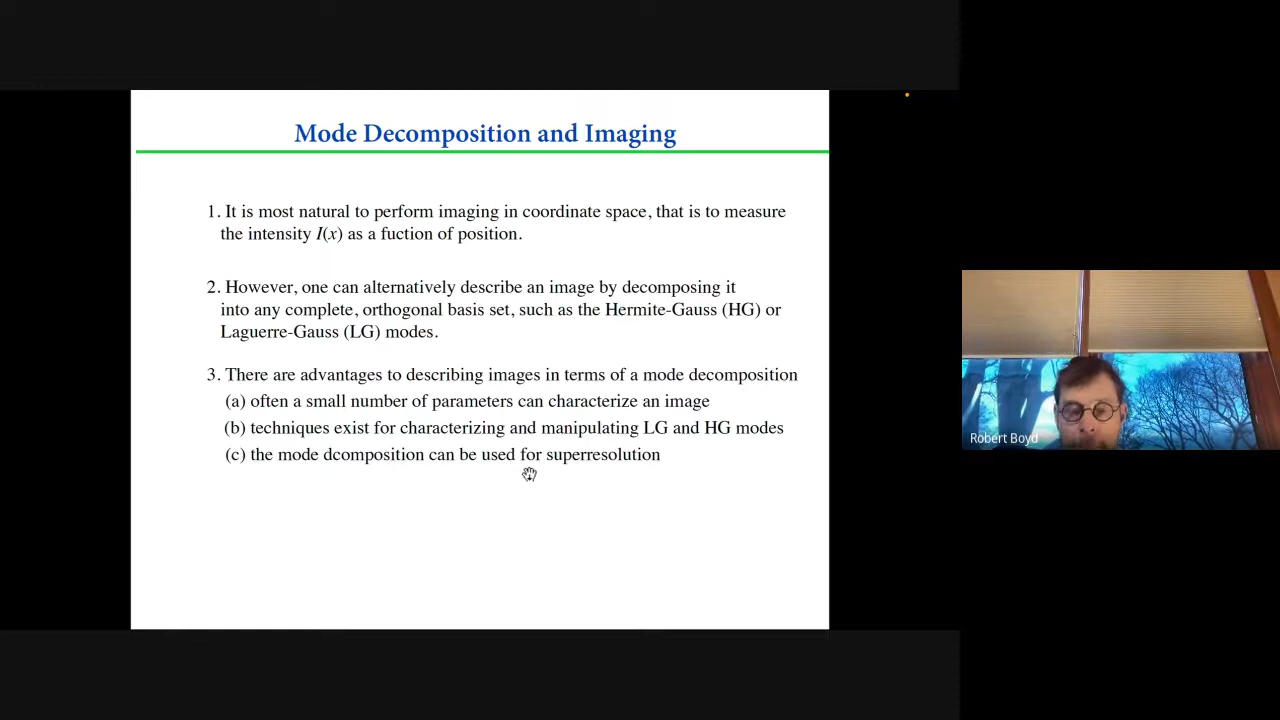 Mode Decomposition and Imaging
1. It is most natural to perform imaging in coordinate space, that is to measure
the intensity I(x) as a fuction of position.
2. However, one can alternatively describe an image by decomposing it
into any complete, orthogonal basis set, such as the Hermite-Gauss (HG) or
Laguerre-Gauss (LG) modes.
3. There are advantages to describing images in terms of a mode decomposition
(a) often a small number of parameters can characterize an image
(b) techniques exist for characterizing and manipulating LG and HG modes
(c) the mode dcomposition can be used for superresolution
Robert Boyd